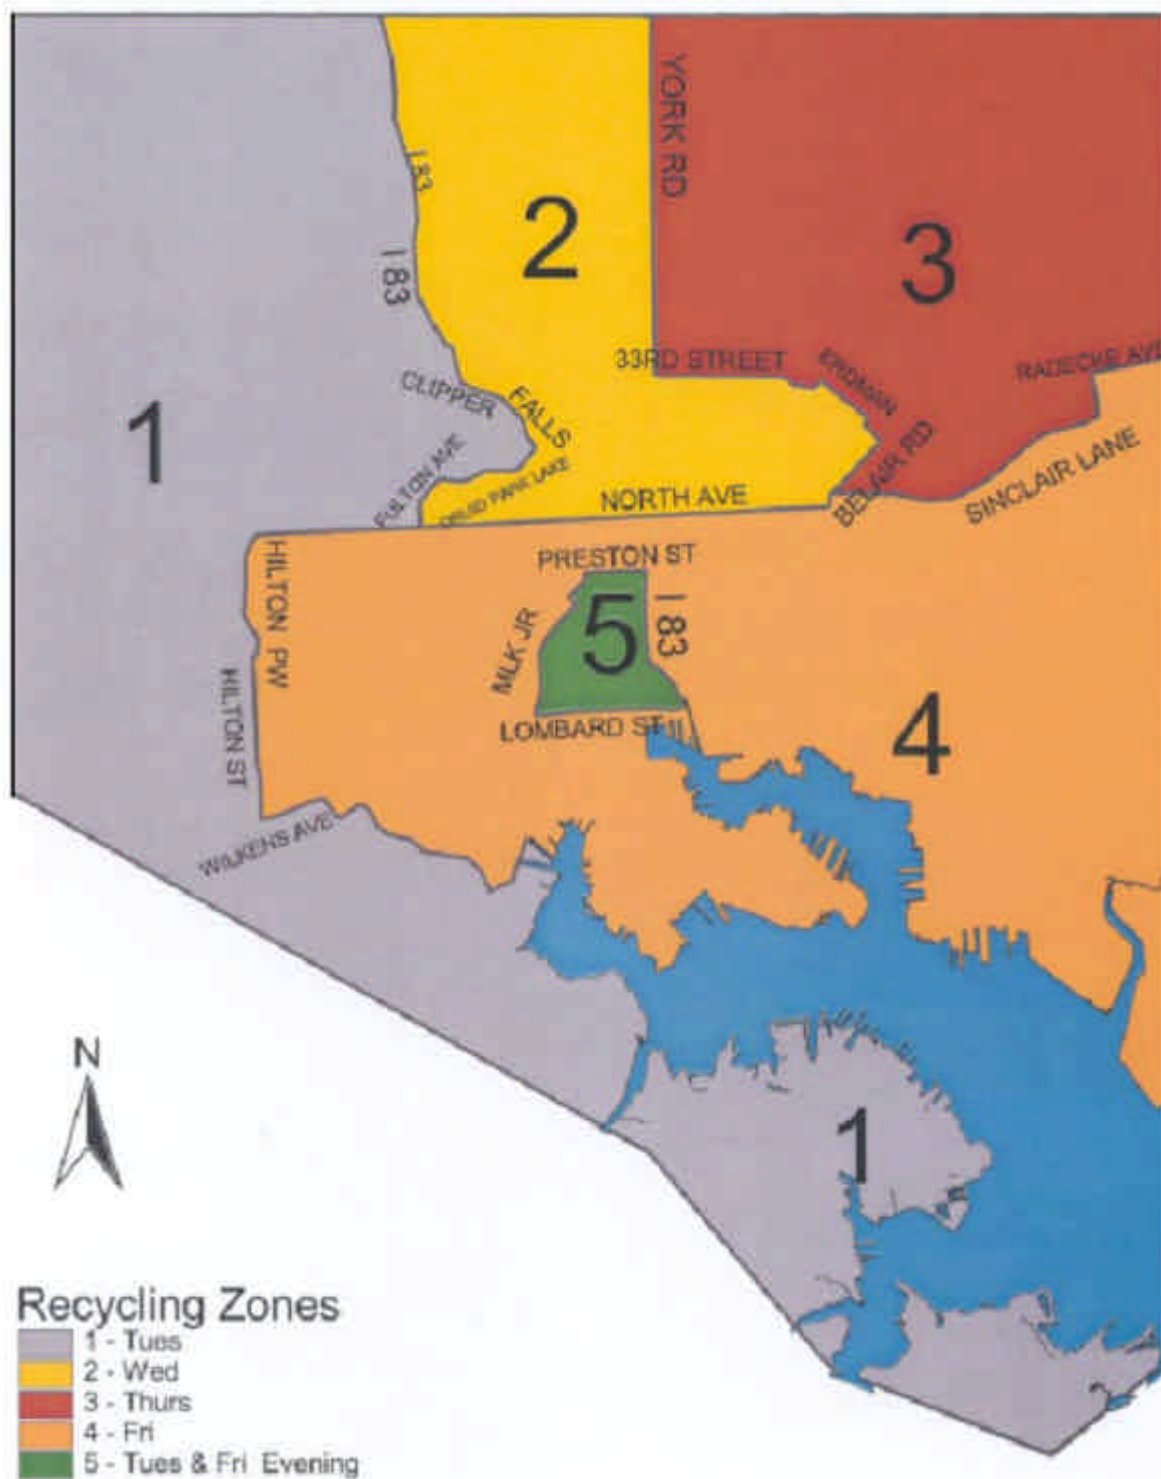 YORK RD
I 83
2
3
I 83
33RD STREET
ERDMAN
RADECKE AVE
CLIPPER
FALLS
1
FULTON AVE
DRUID PARK LAKE
NORTH AVE
BELAIR RD
SINCLAIR LANE
PRESTON ST
HILTON PW
MLK JR
5
I 83
HILTON ST
LOMBARD ST
4
WILKENS AVE
N
1
Recycling Zones
1 - Tues
2 - Wed
3 - Thurs
4 - Fri
5 - Tues & Fri Evening